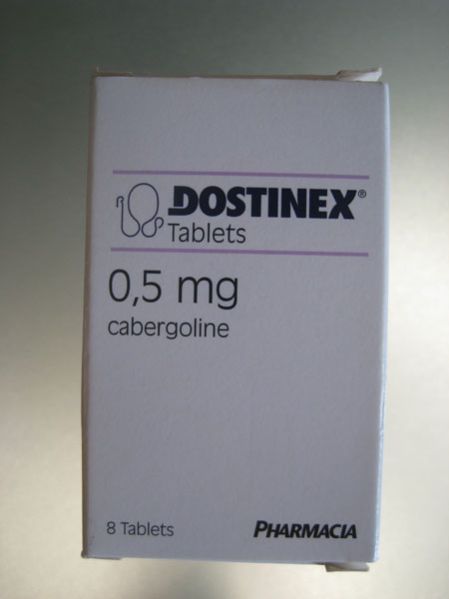 DOSTINEX®
Tablets
0,5 mg
cabergoline
8 Tablets
PHARMACIA